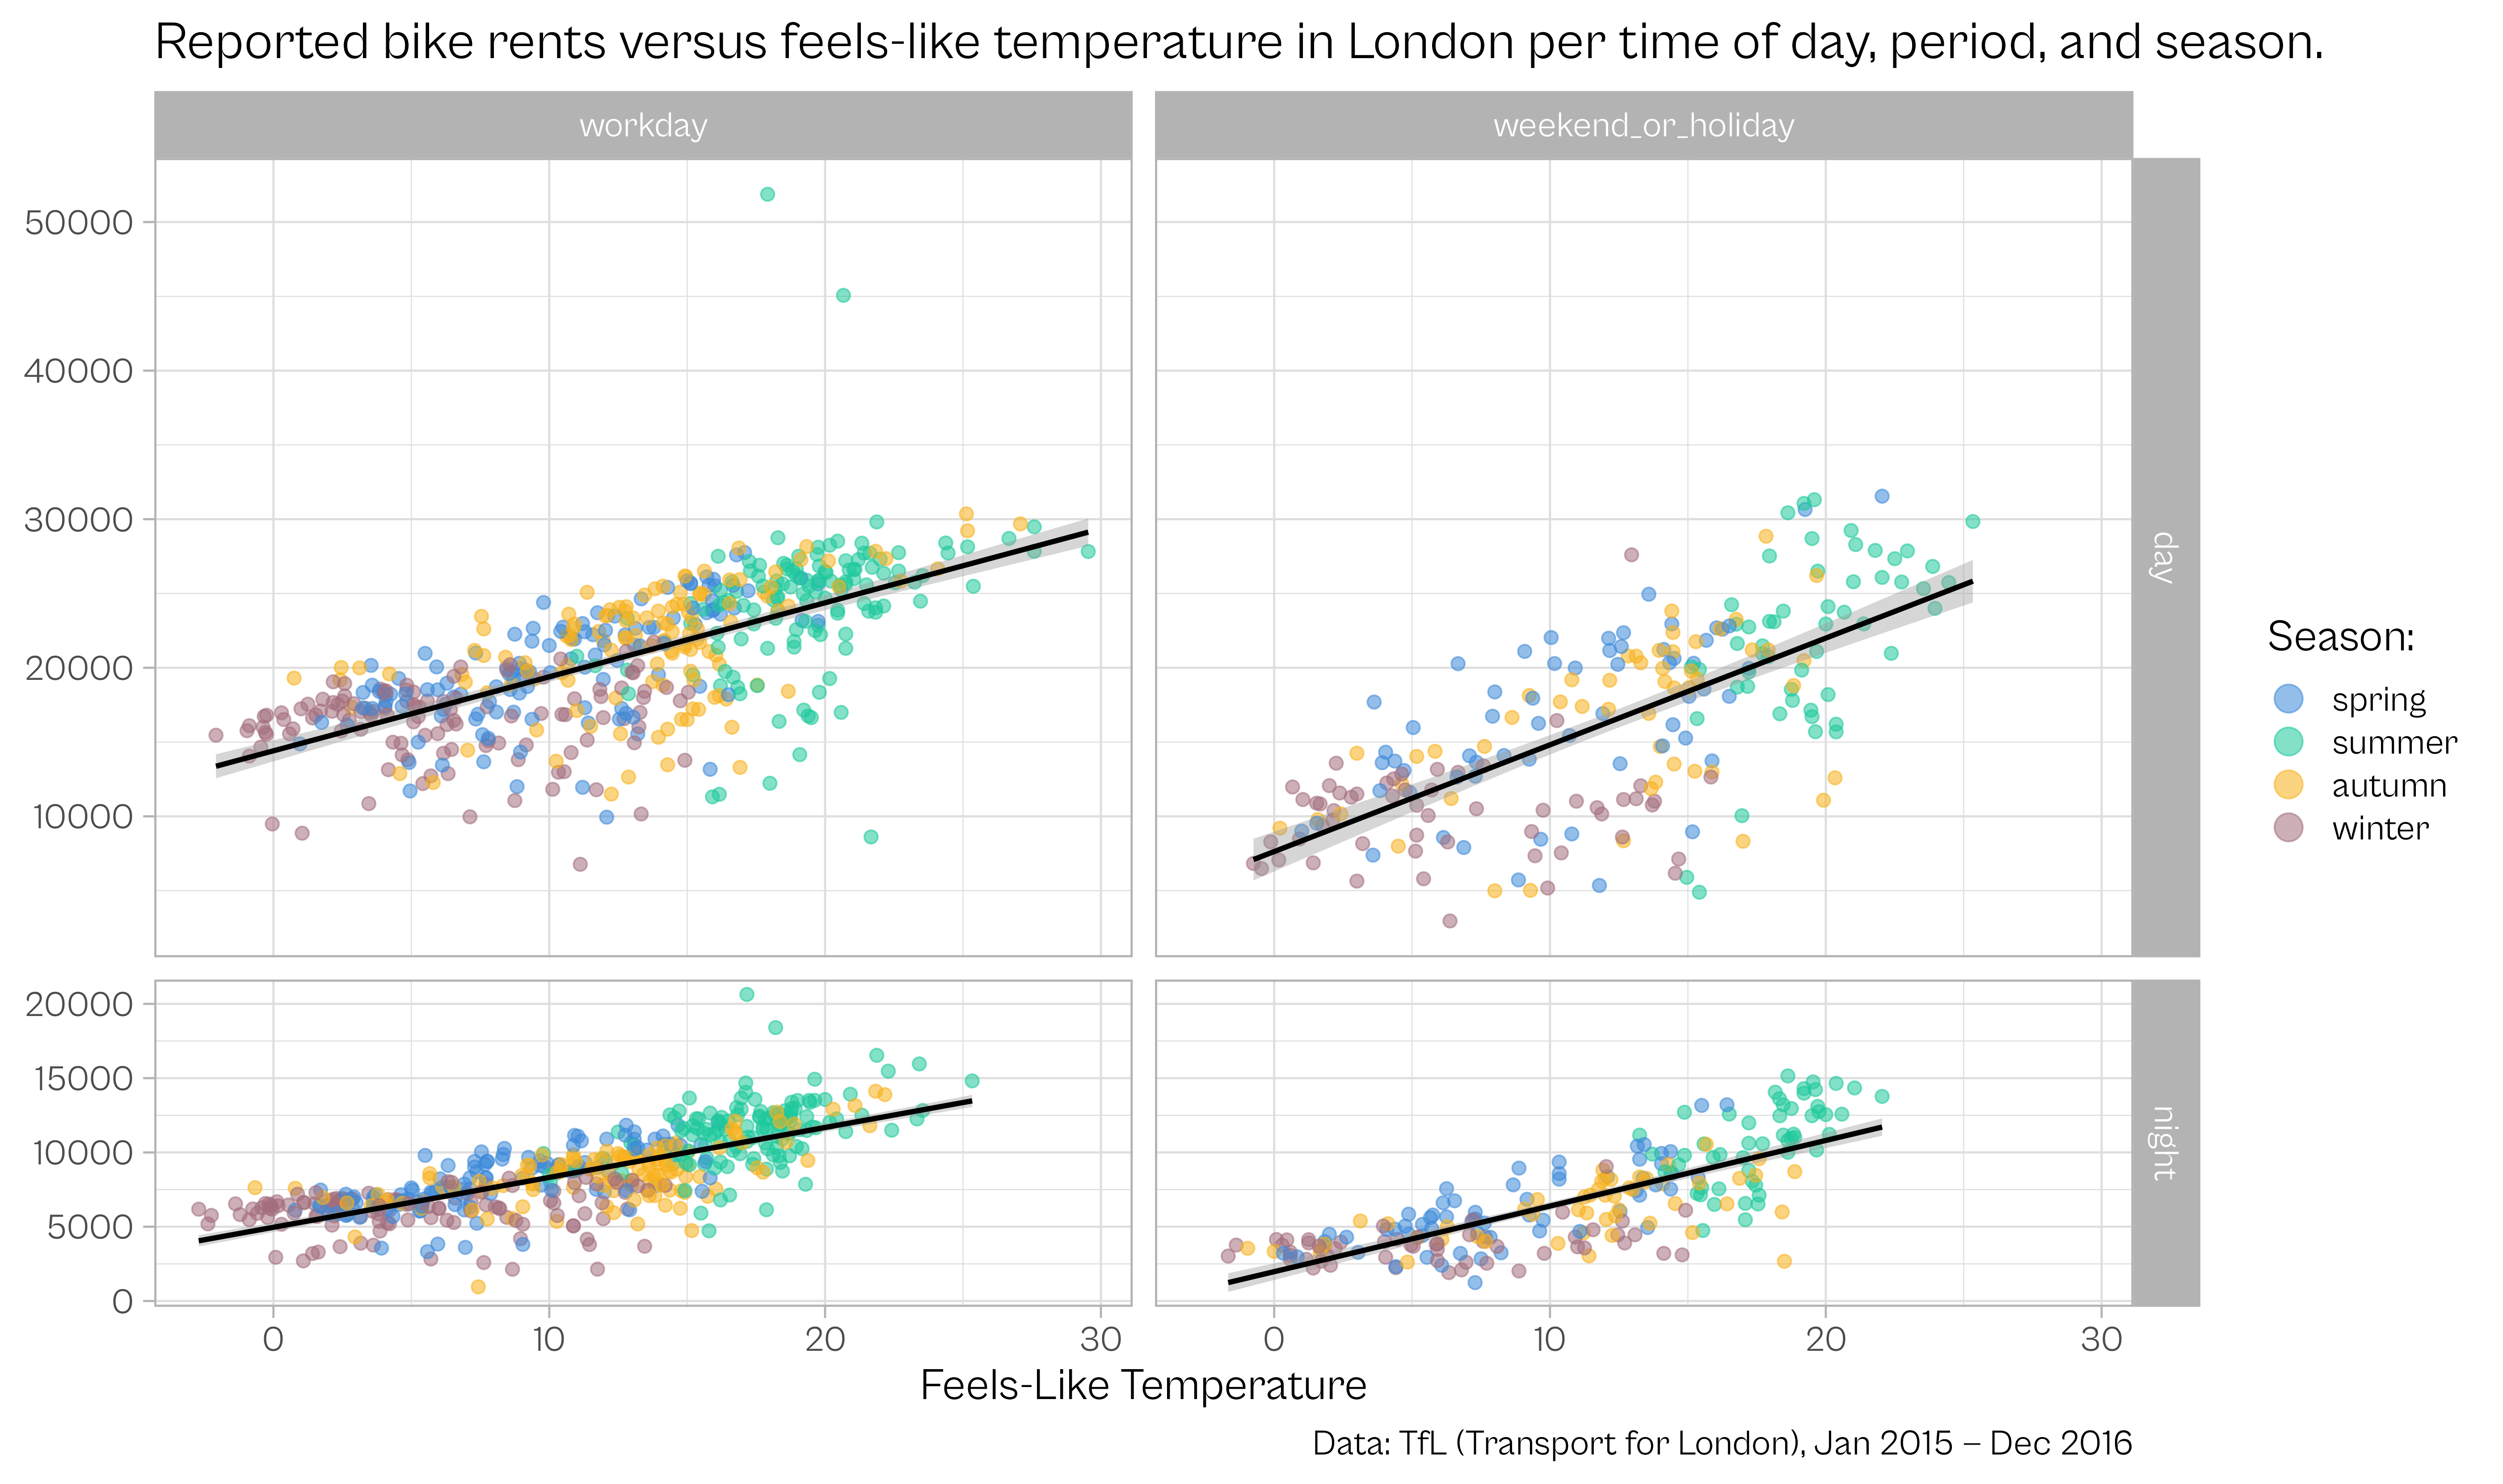 Reported bike rents versus feels-like temperature in London per time of day, period, and season.
workday
weekend_or_holiday
50000
40000
30000
20000
10000
day
20000
15000
10000
5000
0
night
0 10 20 30
0 10 20 30
Feels-Like Temperature
Season:
spring
summer
autumn
winter
Data: TfL (Transport for London), Jan 2015 – Dec 2016